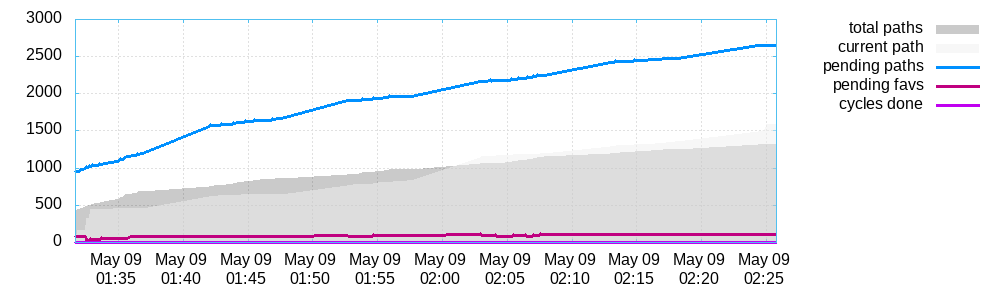 3000
2500
2000
1500
1000
500
0
May 09 May 09 May 09 May 09 May 09 May 09 May 09 May 09 May 09 May 09 May 09
01:35 01:40 01:45 01:50 01:55 02:00 02:05 02:10 02:15 02:20 02:25
total paths
current path
pending paths
pending favs
cycles done